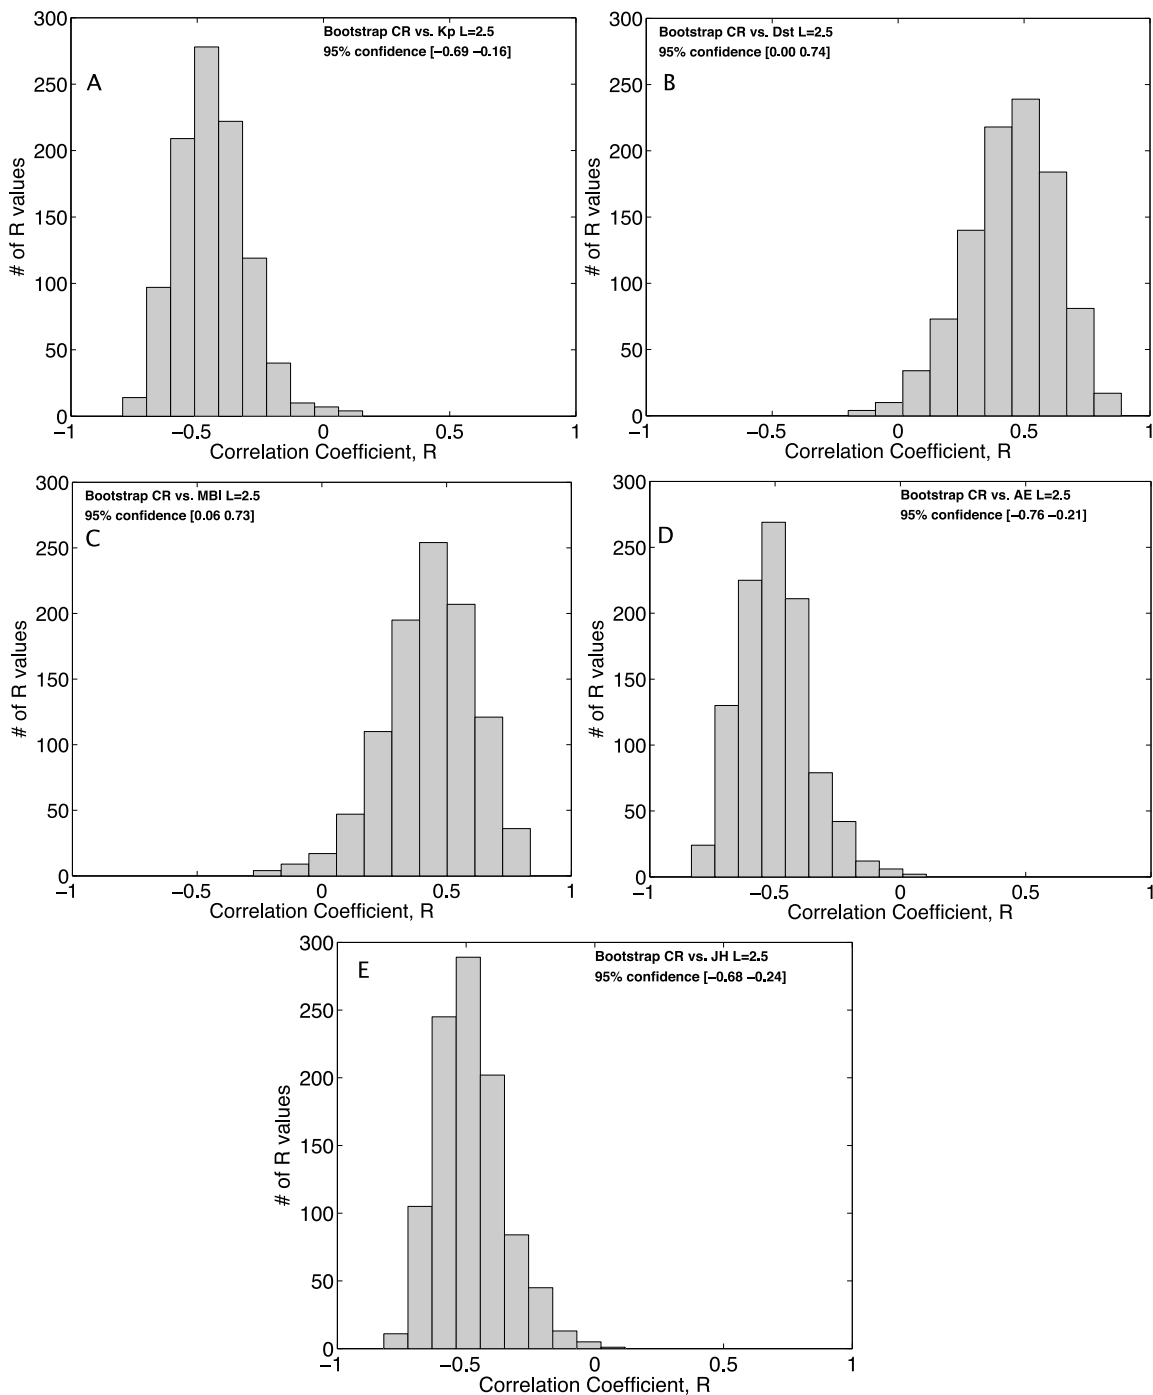 Bootstrap CR vs. Kp L=2.5
95% confidence [−0.69 −0.16]
A
300
250
200
150
100
50
0
# of R values
−1
−0.5
0
0.5
1
Correlation Coefficient, R
Bootstrap CR vs. Dst L=2.5
95% confidence [0.00 0.74]
B
300
250
200
150
100
50
0
# of R values
−1
−0.5
0
0.5
1
Correlation Coefficient, R
Bootstrap CR vs. MBI L=2.5
95% confidence [0.06 0.73]
C
300
250
200
150
100
50
0
# of R values
−1
−0.5
0
0.5
1
Correlation Coefficient, R
Bootstrap CR vs. AE L=2.5
95% confidence [−0.76 −0.21]
D
300
250
200
150
100
50
0
# of R values
−1
−0.5
0
0.5
1
Correlation Coefficient, R
Bootstrap CR vs. JH L=2.5
95% confidence [−0.68 −0.24]
E
300
250
200
150
100
50
0
# of R values
−1
−0.5
0
0.5
1
Correlation Coefficient, R